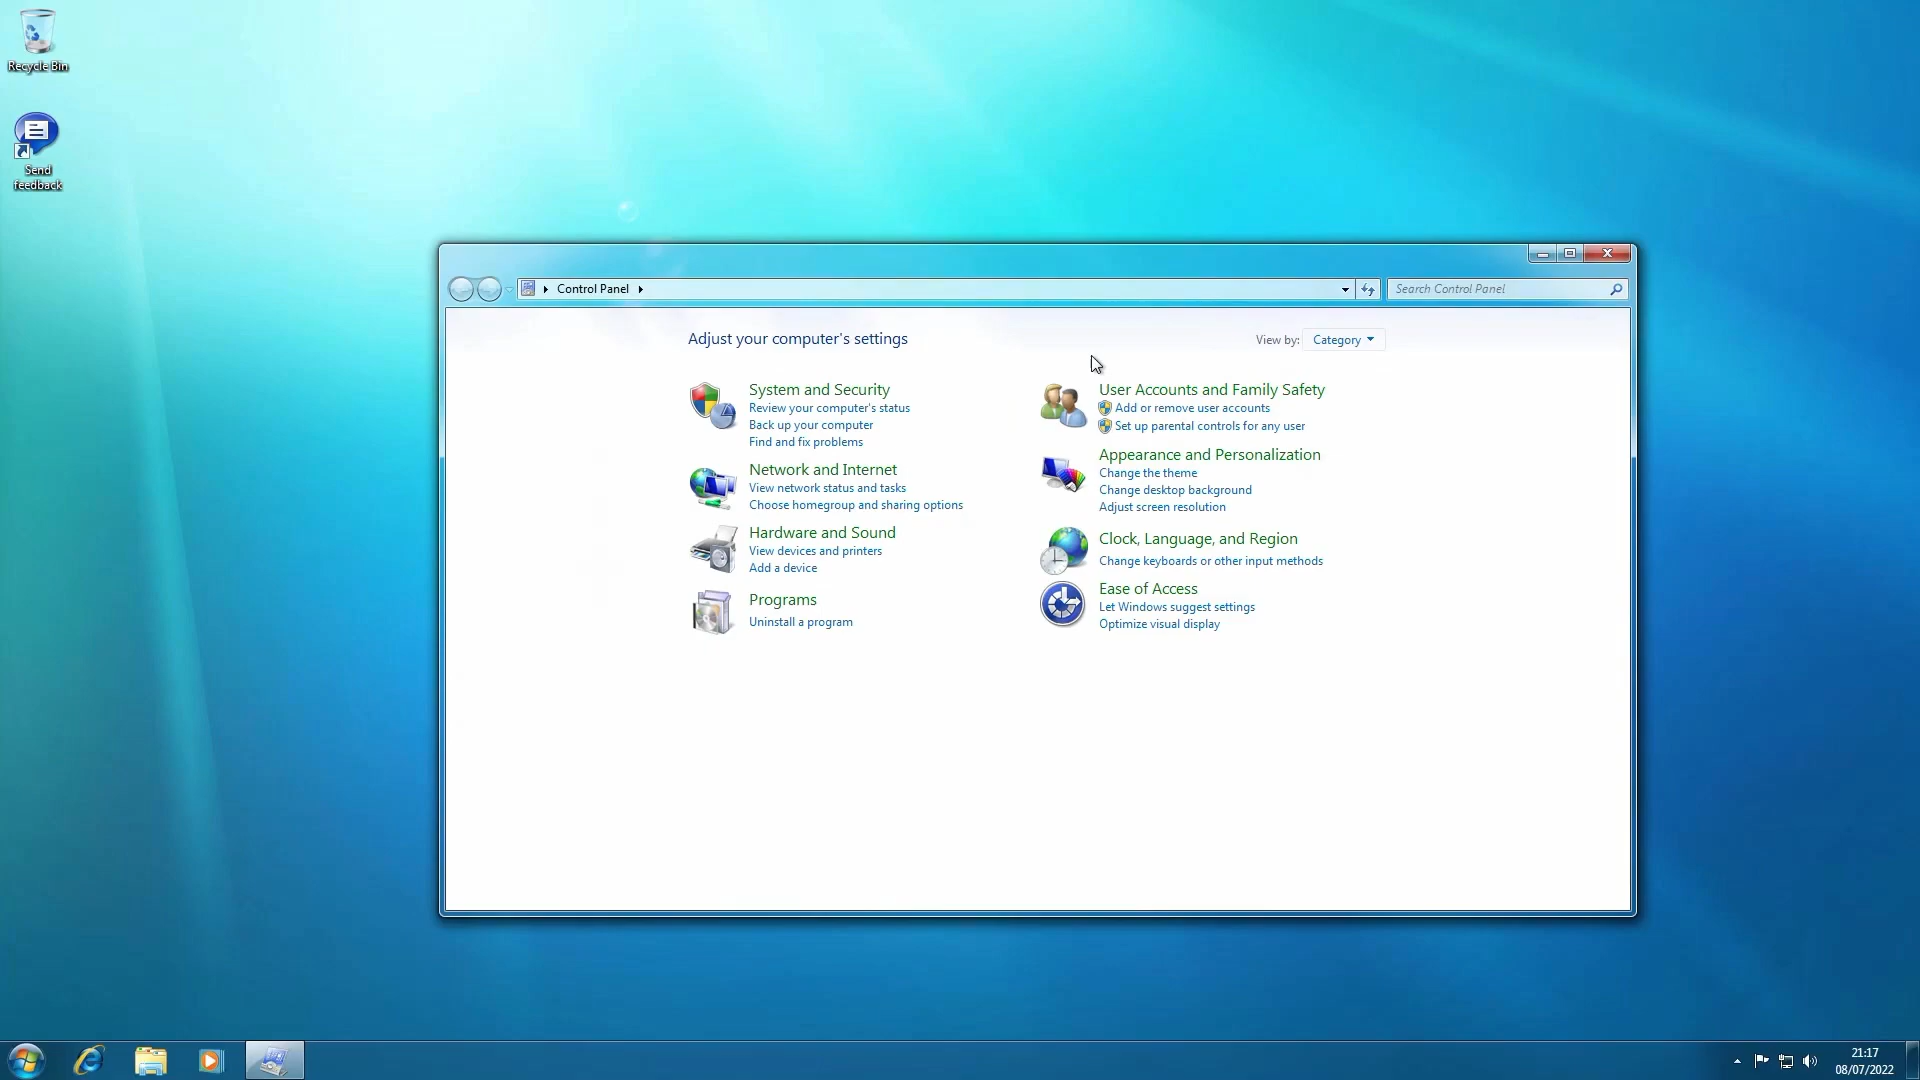 Recycle Bin
Send
feedback
Control Panel
Search Control Panel
Adjust your computer's settings
View by: Category
System and Security
Review your computer's status
Back up your computer
Find and fix problems
Network and Internet
View network status and tasks
Choose homegroup and sharing options
Hardware and Sound
View devices and printers
Add a device
Programs
Uninstall a program
User Accounts and Family Safety
Add or remove user accounts
Set up parental controls for any user
Appearance and Personalization
Change the theme
Change desktop background
Adjust screen resolution
Clock, Language, and Region
Change keyboards or other input methods
Ease of Access
Let Windows suggest settings
Optimize visual display
21:17
08/07/2022